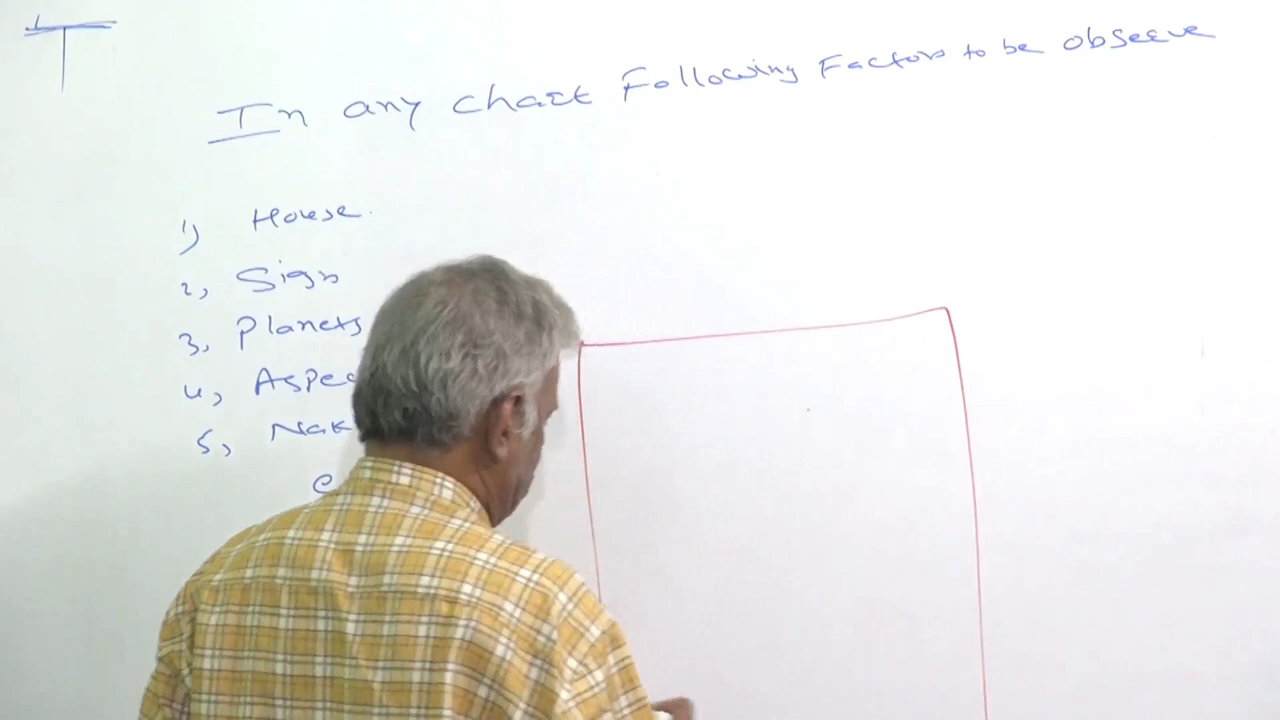 In any chart Following Factors to be observe
1) House.
2, Sign
3, Planets
4, Aspec
5, Nak
e